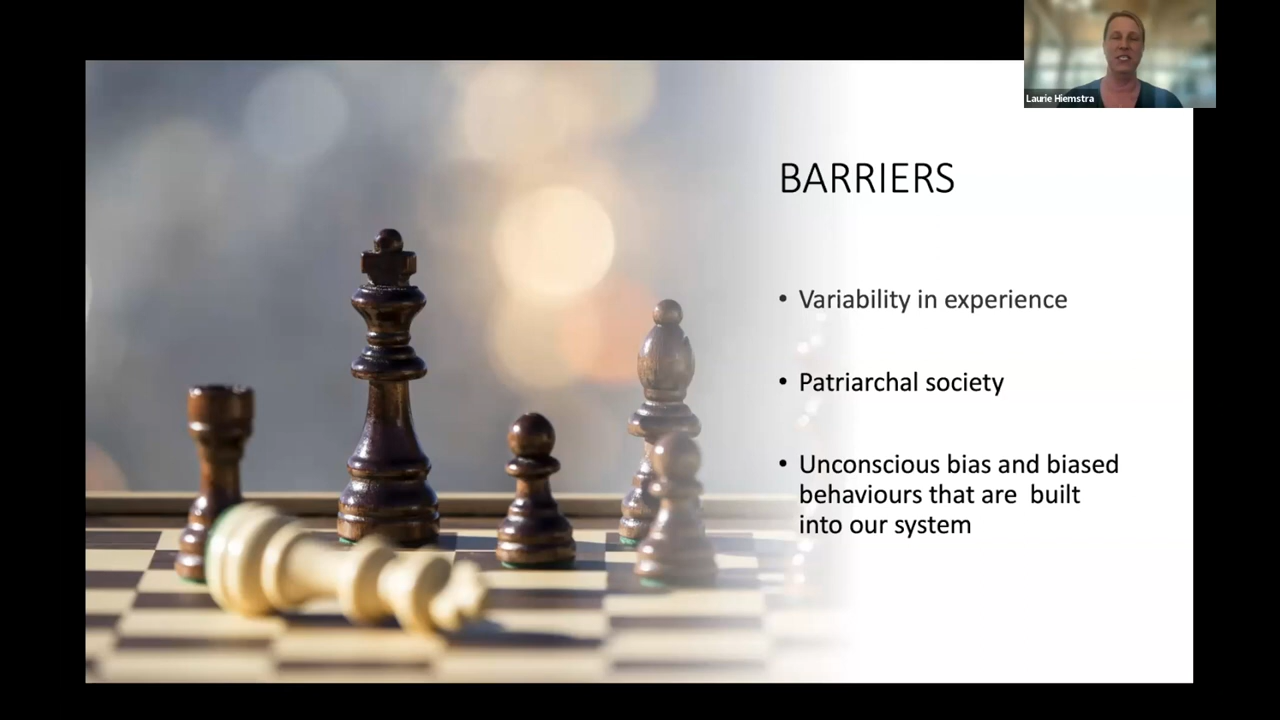 Laurie Hiemstra
BARRIERS
• Variability in experience
• Patriarchal society
• Unconscious bias and biased
behaviours that are  built
into our system